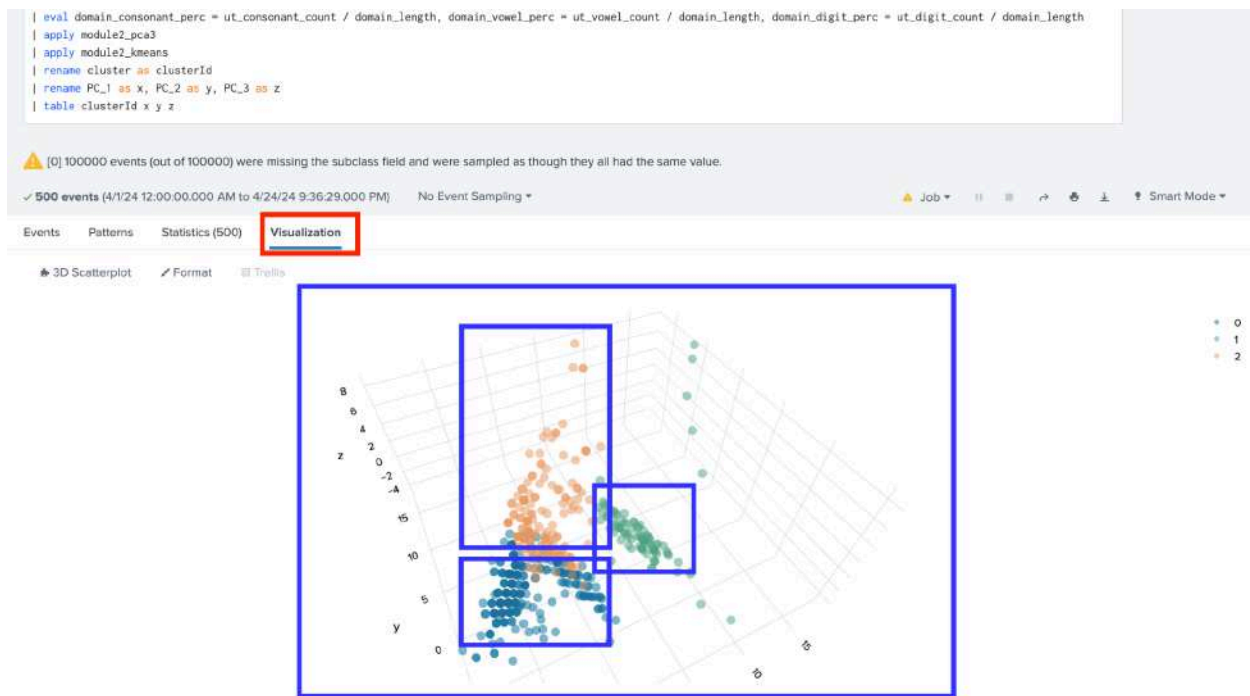 | eval domain_consonant_perc = ut_consonant_count / domain_length, domain_vowel_perc = ut_vowel_count / domain_length, domain_digit_perc = ut_digit_count / domain_length
| apply module2_pca3
| apply module2_kmeans
| rename cluster as clusterId
| rename PC_1 as x, PC_2 as y, PC_3 as z
| table clusterId x y z
[0] 100000 events (out of 100000) were missing the subclass field and were sampled as though they all had the same value.
✓ 500 events (4/1/24 12:00:00.000 AM to 4/24/24 9:36:29.000 PM) No Event Sampling Job Smart Mode
Events Patterns Statistics (500) Visualization
3D Scatterplot Format Trellis
0
1
2
8
6
4
2
z
0
-2
-4
15
10
5
y
0
15
10